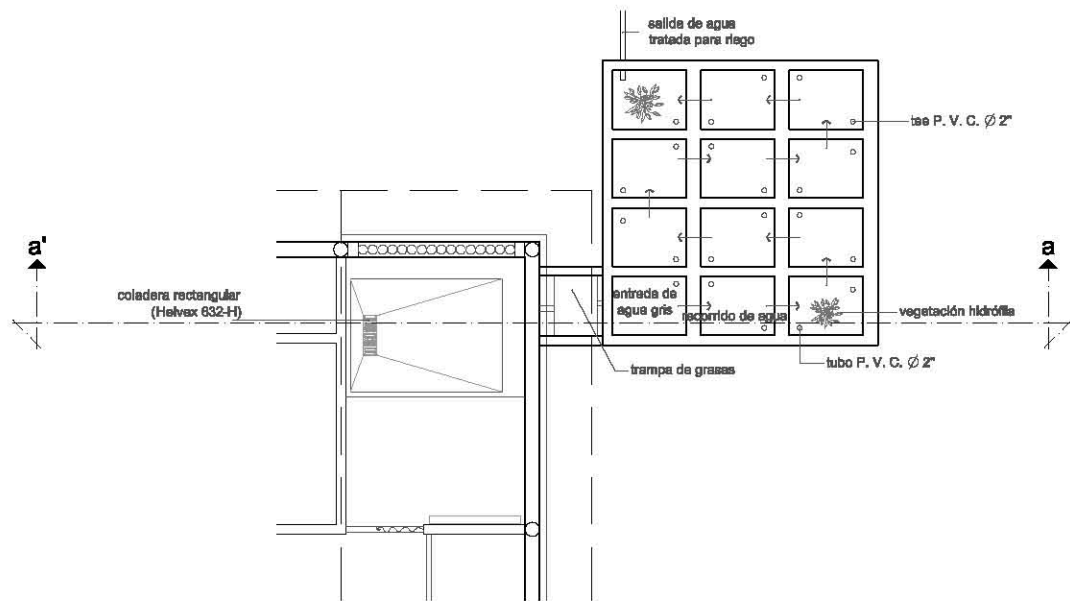 salida de agua
tratada para riego
tee P. V. C. Ø 2"
a'
a
coladera rectangular
(Helvex 632-H)
entrada de
agua gris
recorrido de agua
vegetación hidrófila
trampa de grasas
tubo P. V. C. Ø 2"